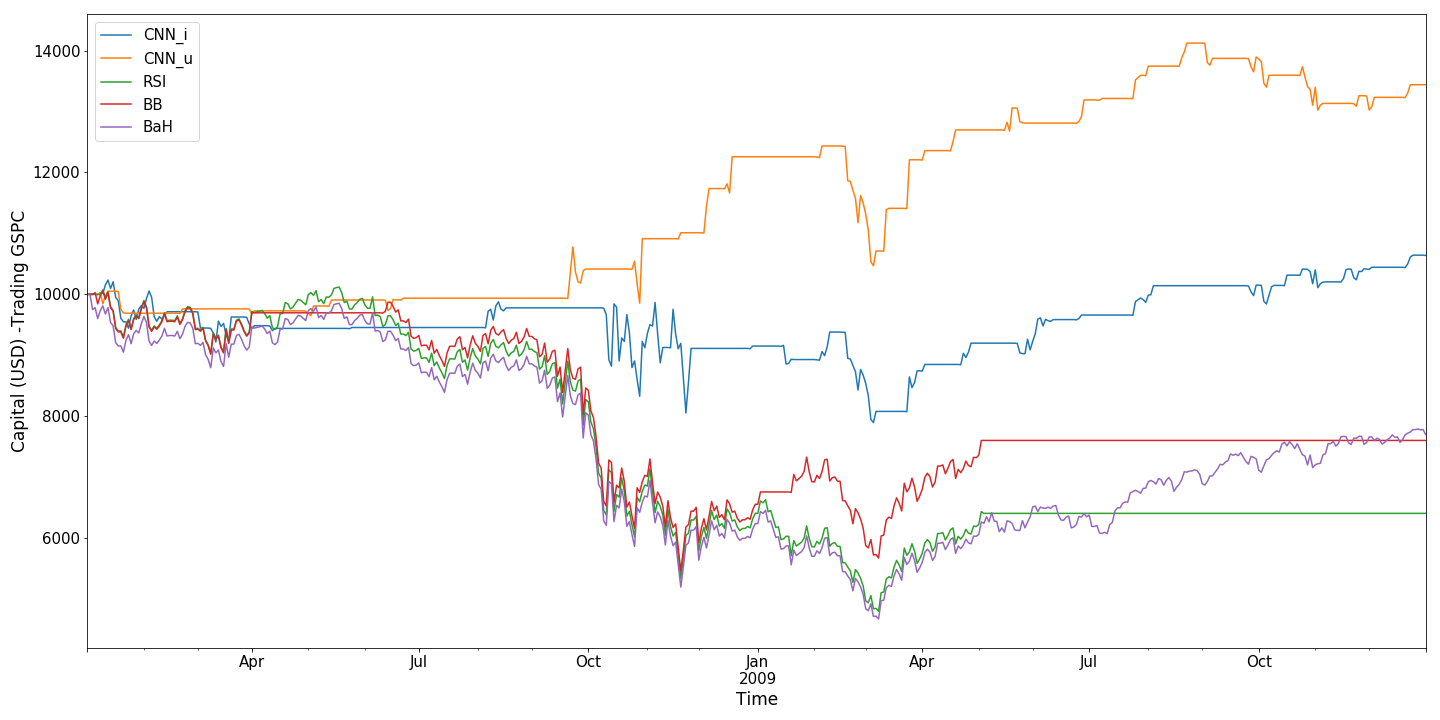 CNN_i
CNN_u
RSI
BB
BaH
14000
12000
10000
8000
6000
Capital (USD) -Trading GSPC
Apr
Jul
Oct
Jan
2009
Apr
Jul
Oct
Time